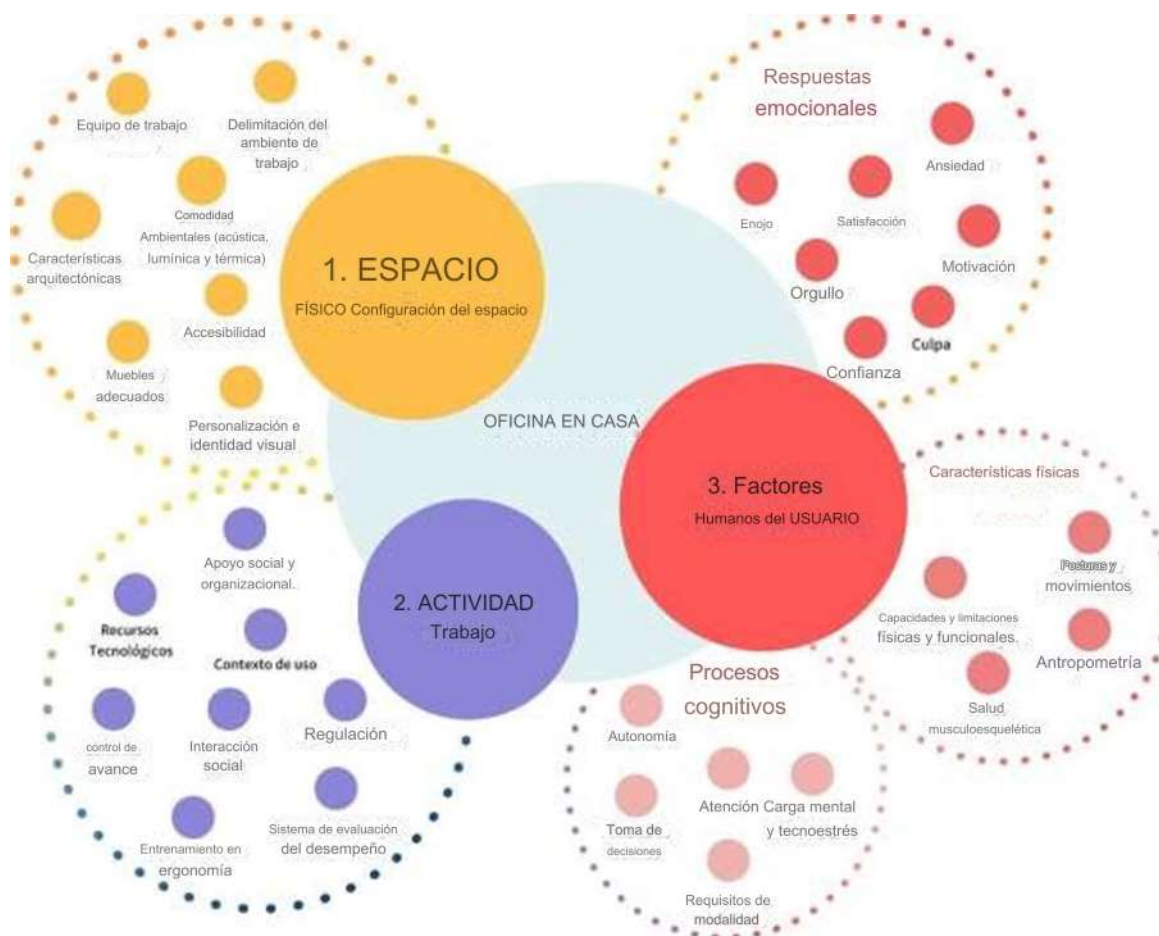 Equipo de trabajo
Delimitación del
ambiente de
trabajo
Comodidad
Ambientales (acústica,
lumínica y térmica)
Características
arquitectónicas
Accesibilidad
Muebles
adecuados
Personalización e
identidad visual
1. ESPACIO
FÍSICO Configuración del espacio
OFICINA EN CASA
Respuestas
emocionales
Ansiedad
Enojo
Satisfacción
Motivación
Orgullo
Culpa
Confianza
3. Factores
Humanos del USUARIO
Características físicas
Posturas y
movimientos
Capacidades y limitaciones
físicas y funcionales.
Antropometría
Salud
musculoesquelética
2. ACTIVIDAD
Trabajo
Apoyo social y
organizacional.
Recursos
Tecnológicos
Contexto de uso
control de
avance
Interacción
social
Regulación
Entrenamiento en
ergonomía
Sistema de evaluación
del desempeño
Procesos
cognitivos
Autonomía
Atención Carga mental
y tecnoestrés
Toma de
decisiones
Requisitos de
modalidad